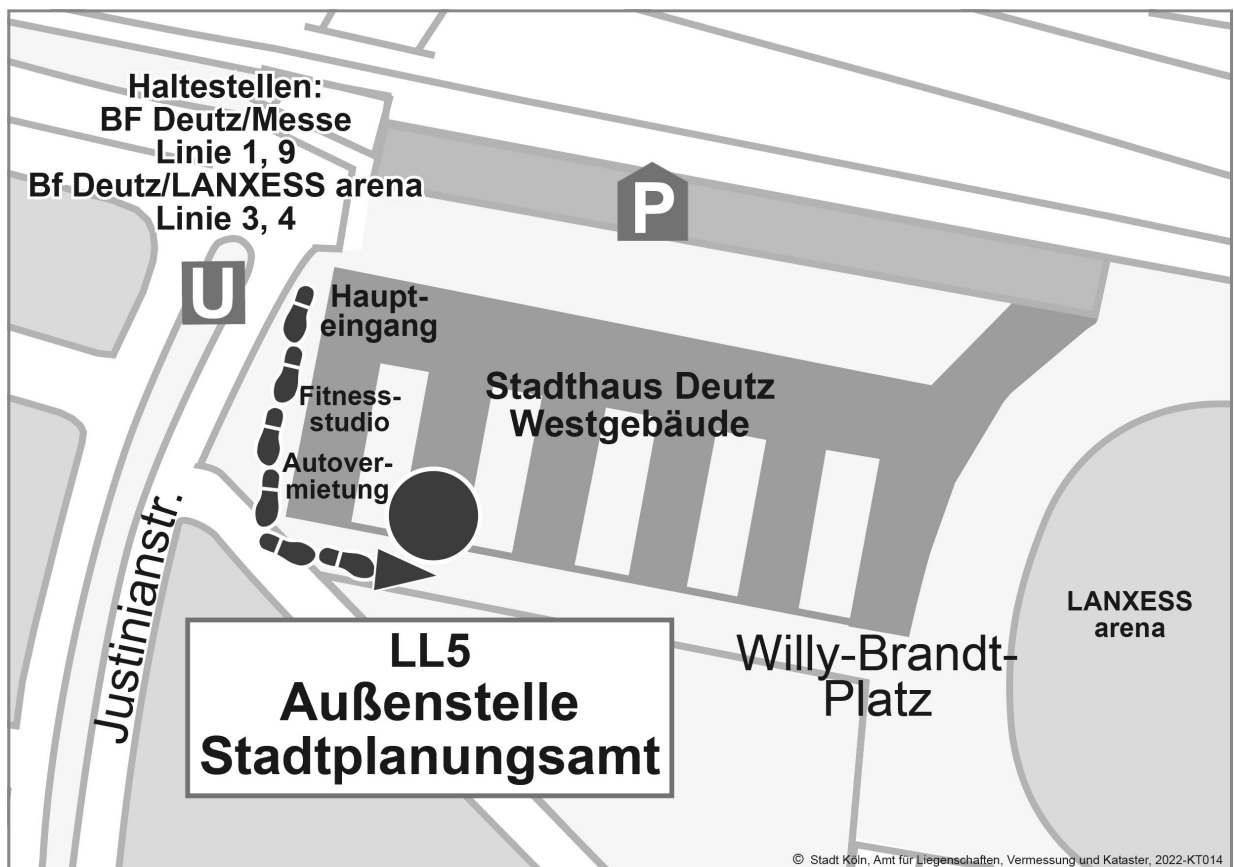 Haltestellen:
BF Deutz/Messe
Linie 1, 9
Bf Deutz/LANXESS arena
Linie 3, 4
P
U
Haupt-
eingang
Fitness-
studio
Autover-
mietung
Stadthaus Deutz
Westgebäude
Justinianstr.
LANXESS
arena
Willy-Brandt-
Platz
LL5
Außenstelle
Stadtplanungsamt
© Stadt Köln, Amt für Liegenschaften, Vermessung und Kataster, 2022-KT014